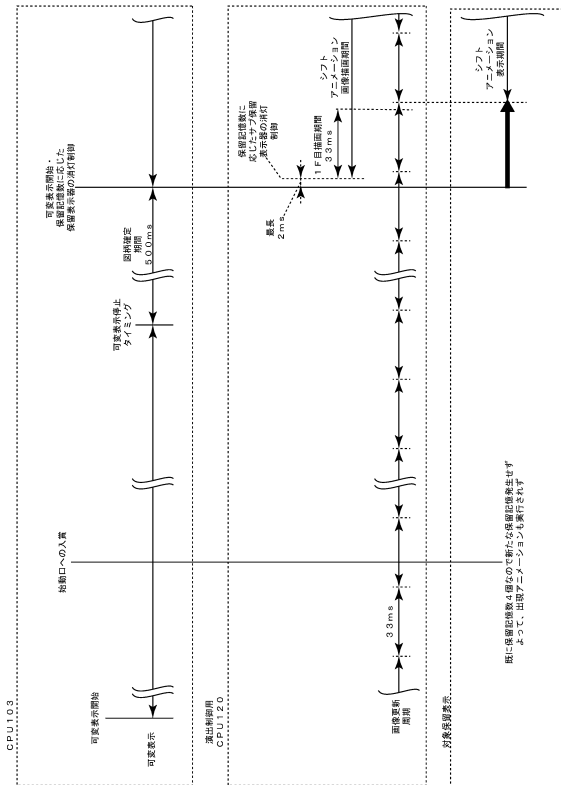 CPU103
可変表示開始
可変表示
始動口への入賞
可変表示停止
タイミング
図柄確定
期間
500ms
可変表示開始・
保留記憶数に応じた
保留表示器の消灯制御
演出制御用
CPU120
画像更新
周期
33ms
最長
2ms
保留記憶数に
応じたサブ保留
表示器の消灯
制御
1F目描画期間
33ms
シフト
アニメーション
画像描画期間
対象保留表示
既に保留記憶数4個なので新たな保留記憶発生せず
よって、出現アニメーションも実行されず
シフト
アニメーション
表示期間